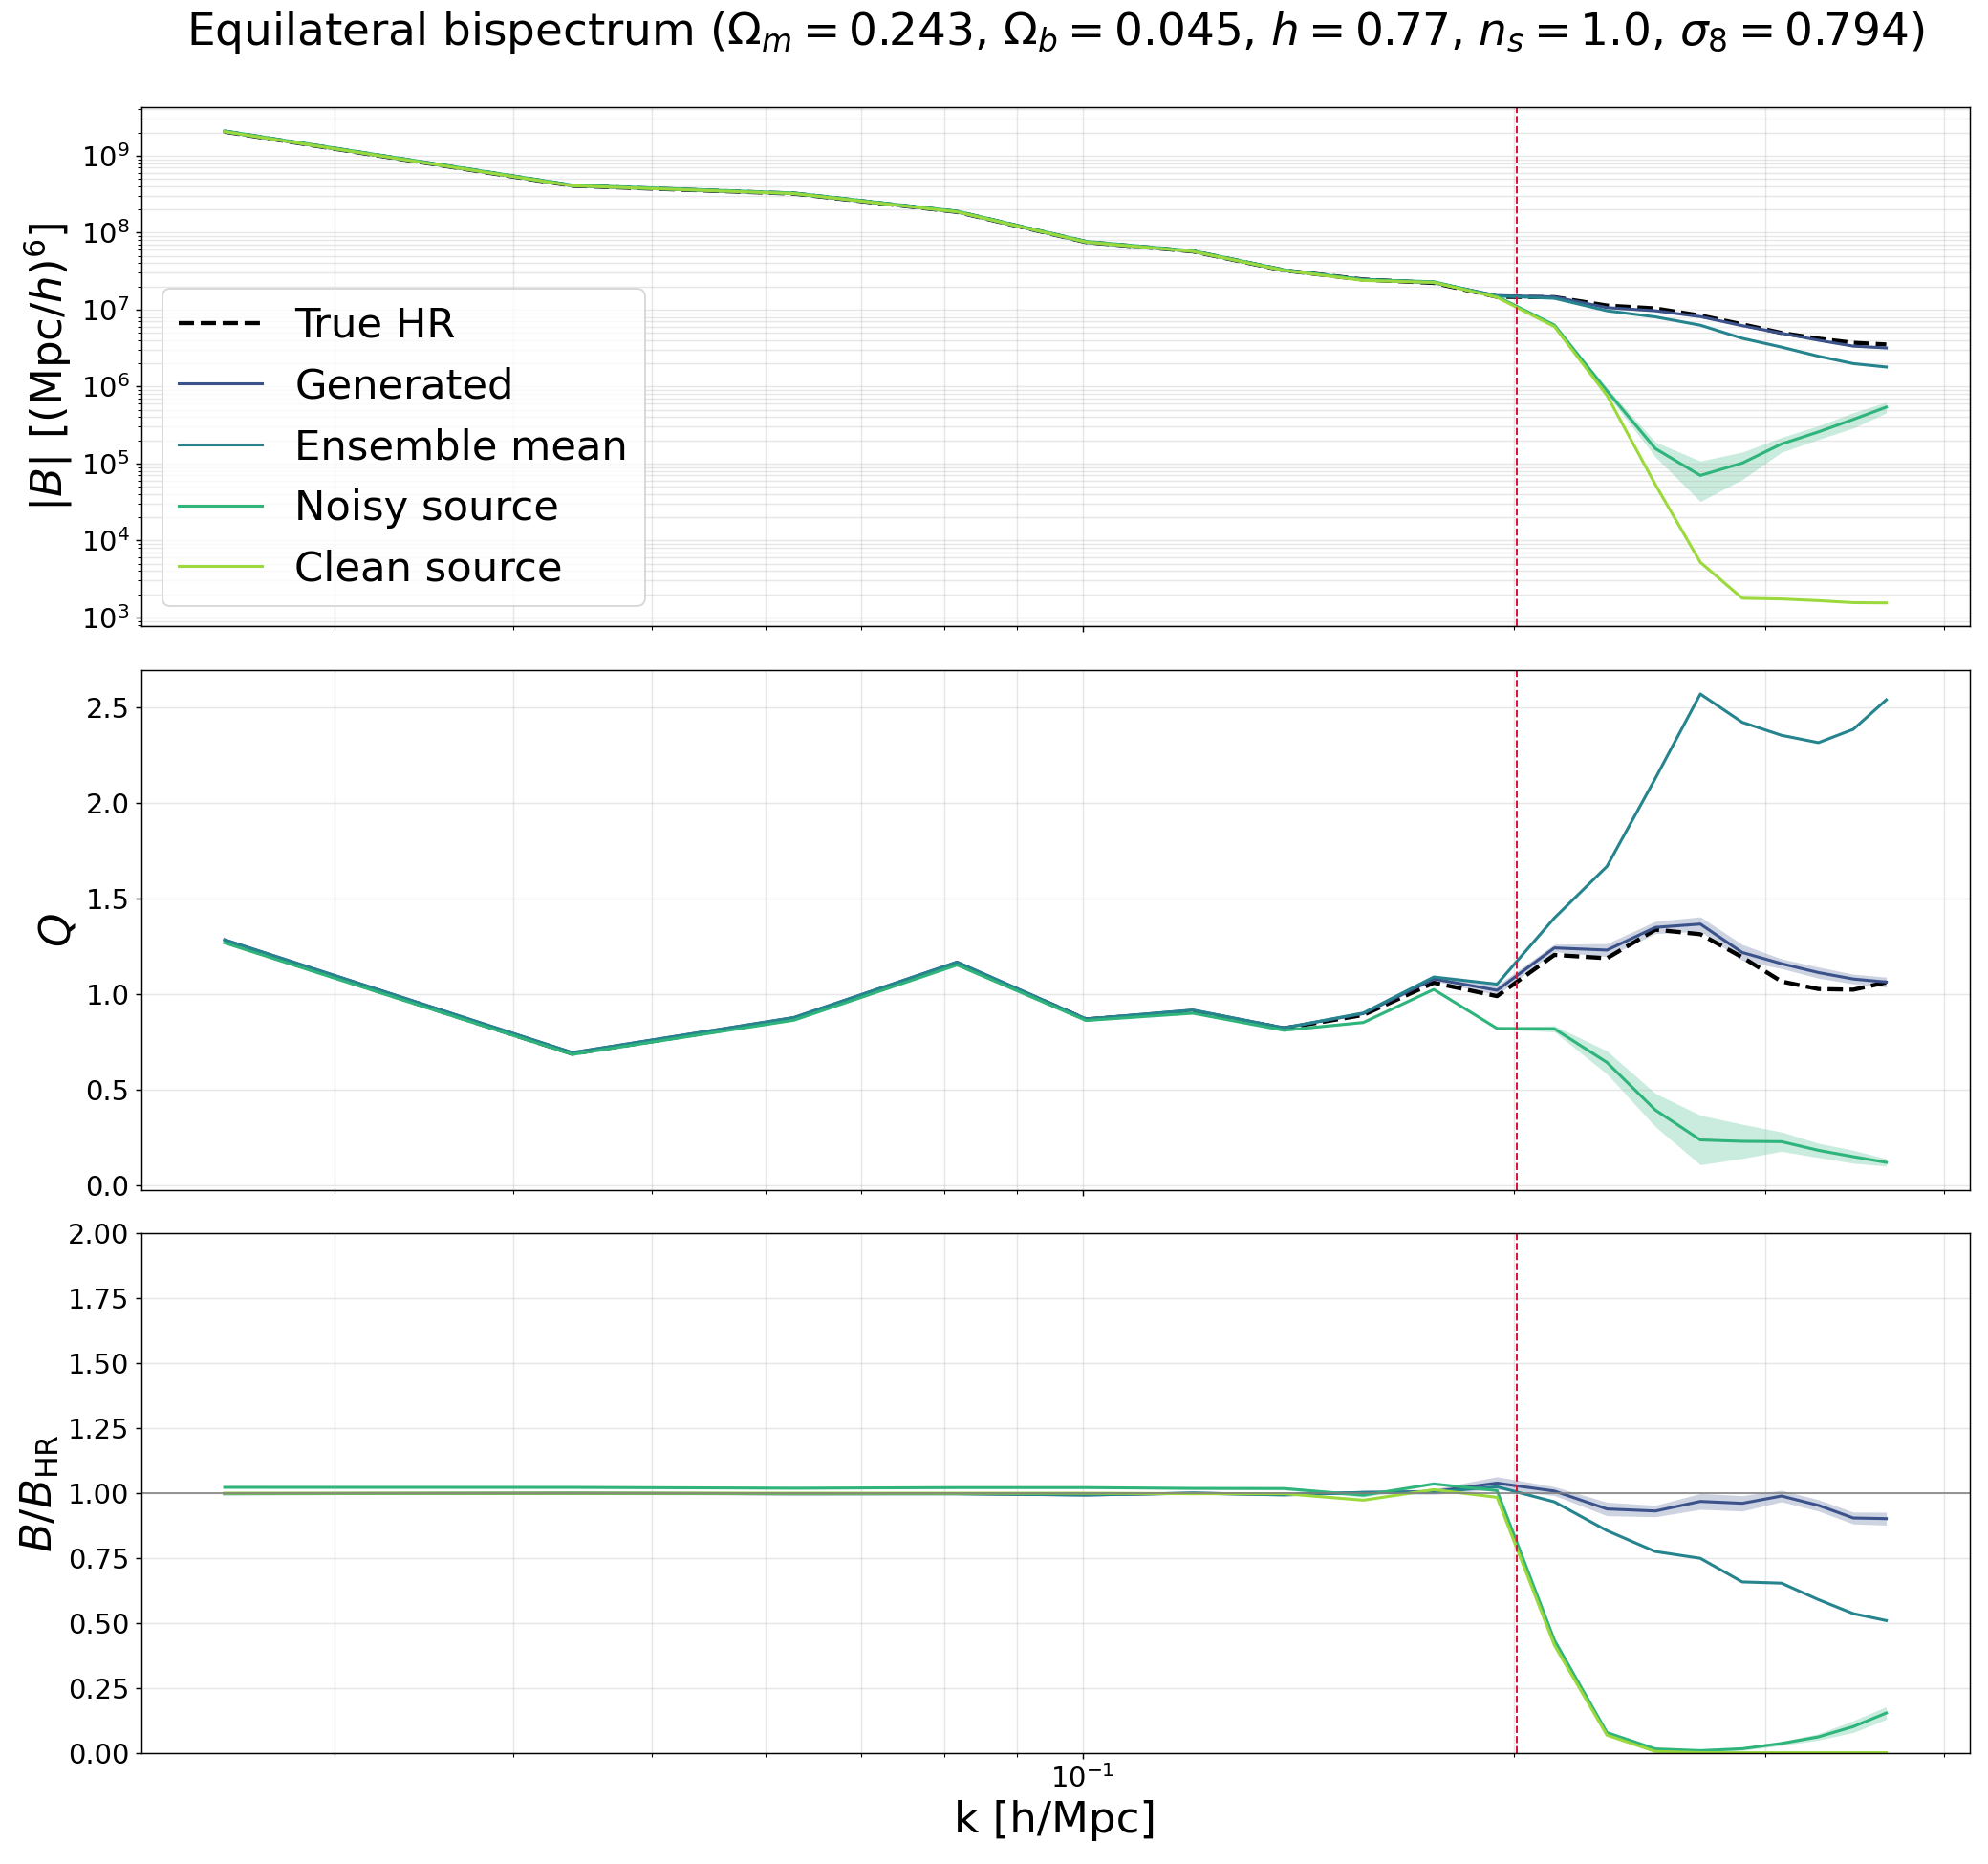 Equilateral bispectrum (Ωₘ = 0.243, Ω_b = 0.045, h = 0.77, nₛ = 1.0, σ₈ = 0.794)
|B| [(Mpc/h)⁶]
10⁹
10⁸
10⁷
10⁶
10⁵
10⁴
10³
True HR
Generated
Ensemble mean
Noisy source
Clean source
Q
2.5
2.0
1.5
1.0
0.5
0.0
B/B_HR
2.00
1.75
1.50
1.25
1.00
0.75
0.50
0.25
0.00
10⁻¹
k [h/Mpc]